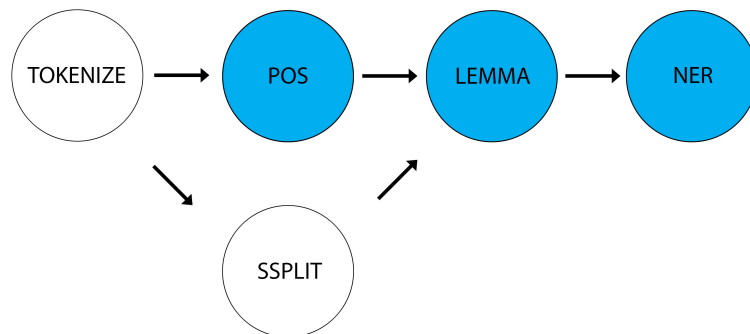 TOKENIZE
POS
LEMMA
NER
SSPLIT